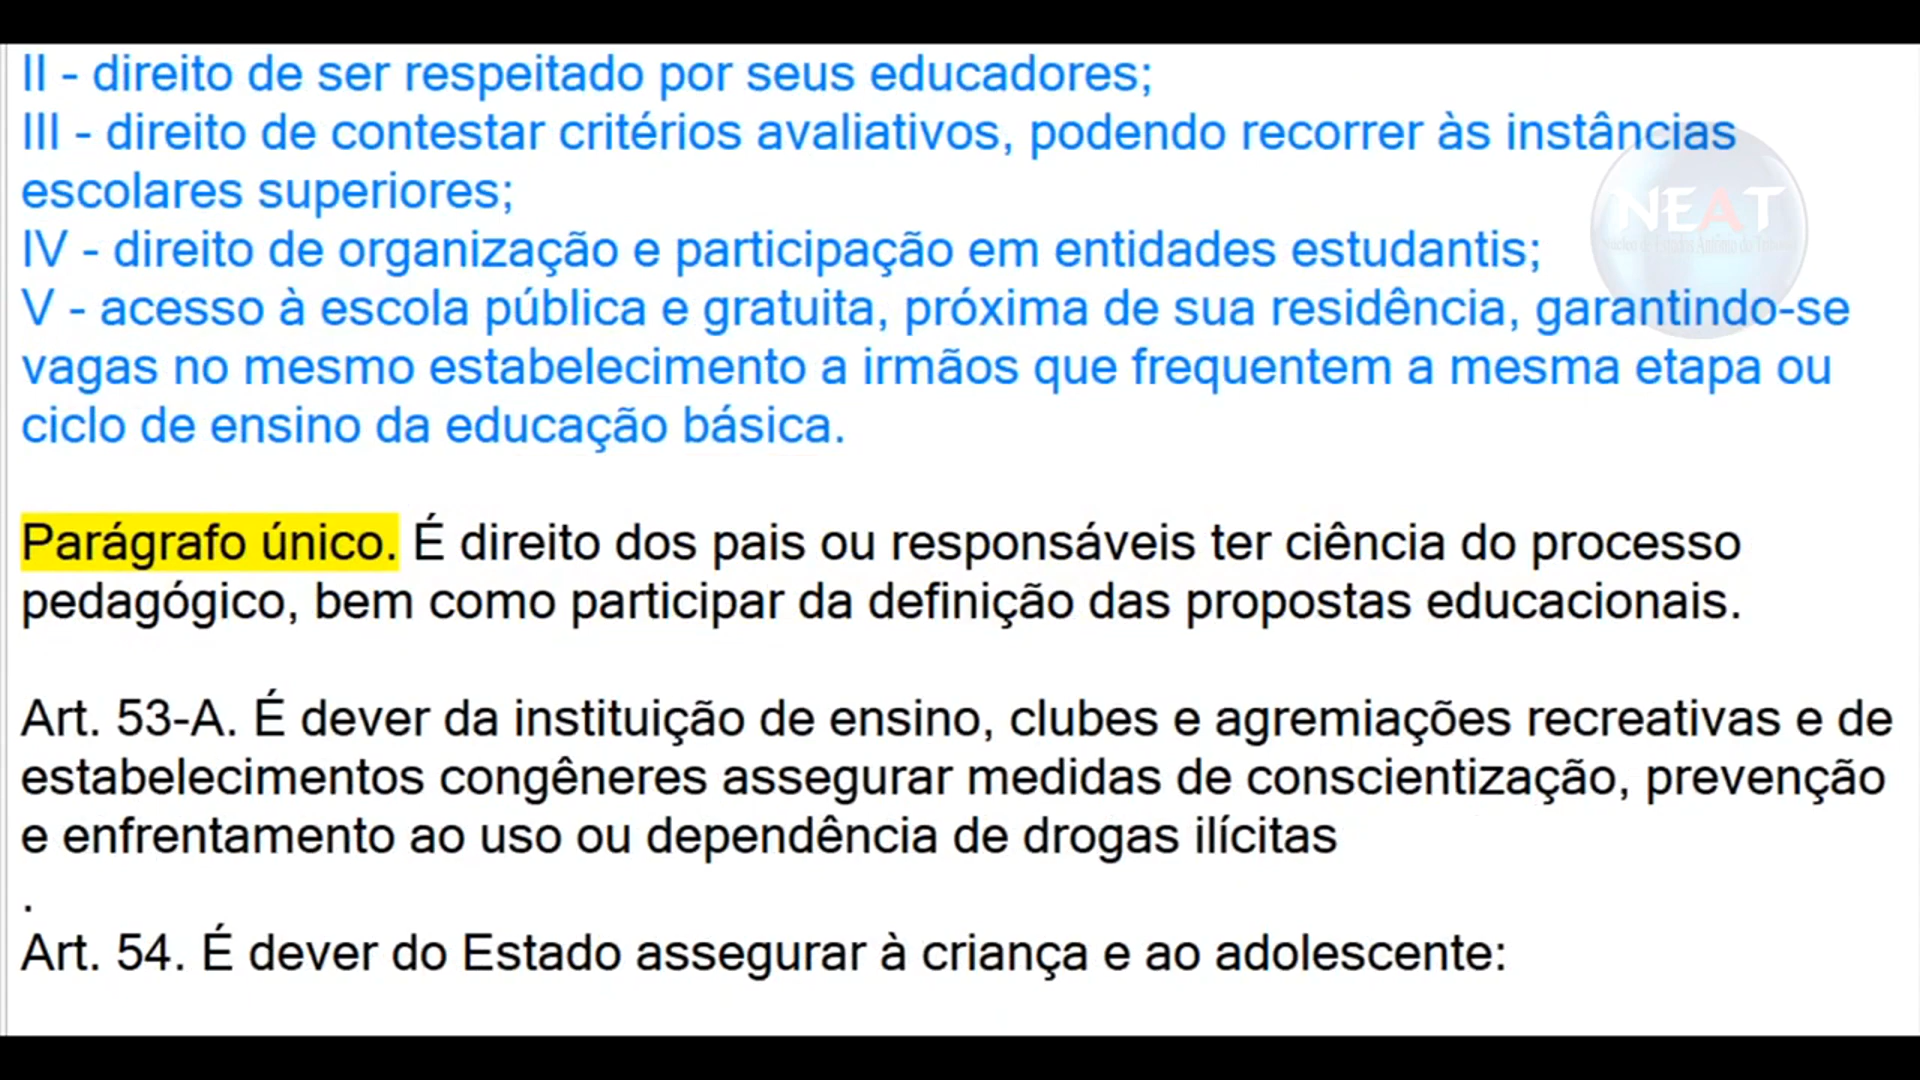 II - direito de ser respeitado por seus educadores;
III - direito de contestar critérios avaliativos, podendo recorrer às instâncias
escolares superiores;
NEAT
IV - direito de organização e participação em entidades estudantis;
V - acesso à escola pública e gratuita, próxima de sua residência, garantindo-se
vagas no mesmo estabelecimento a irmãos que frequentem a mesma etapa ou
ciclo de ensino da educação básica.
Parágrafo único. É direito dos pais ou responsáveis ter ciência do processo
pedagógico, bem como participar da definição das propostas educacionais.
Art. 53-A. É dever da instituição de ensino, clubes e agremiações recreativas e de
estabelecimentos congêneres assegurar medidas de conscientização, prevenção
e enfrentamento ao uso ou dependência de drogas ilícitas
.
Art. 54. É dever do Estado assegurar à criança e ao adolescente: